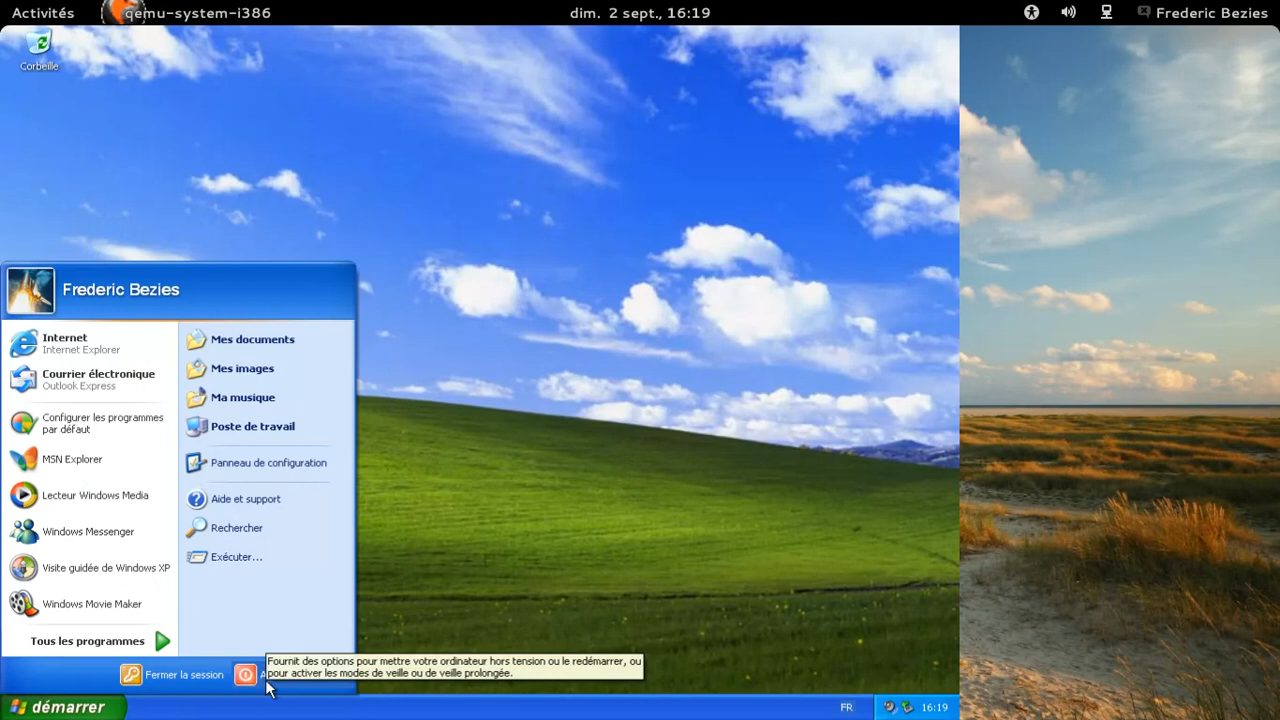 Activités
qemu-system-i386
dim. 2 sept., 16:19
Frederic Bezies
Corbeille
Frederic Bezies
Internet
Internet Explorer
Courrier électronique
Outlook Express
Configurer les programmes
par défaut
MSN Explorer
Lecteur Windows Media
Windows Messenger
Visite guidée de Windows XP
Windows Movie Maker
Tous les programmes
Mes documents
Mes images
Ma musique
Poste de travail
Panneau de configuration
Aide et support
Rechercher
Exécuter...
Fermer la session
Fournit des options pour mettre votre ordinateur hors tension ou le redémarrer, ou
pour activer les modes de veille ou de veille prolongée.
démarrer
FR
16:19